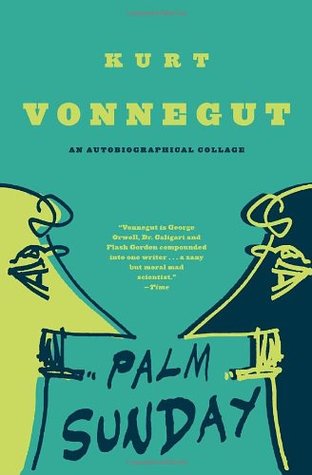 KURT
VONNEGUT
AN AUTOBIOGRAPHICAL COLLAGE
"Vonnegut is George
Orwell, Dr. Caligari and
Flash Gordon compounded
into one writer . . . a zany
but moral mad
scientist."
—Time
PALM
SUNDAY